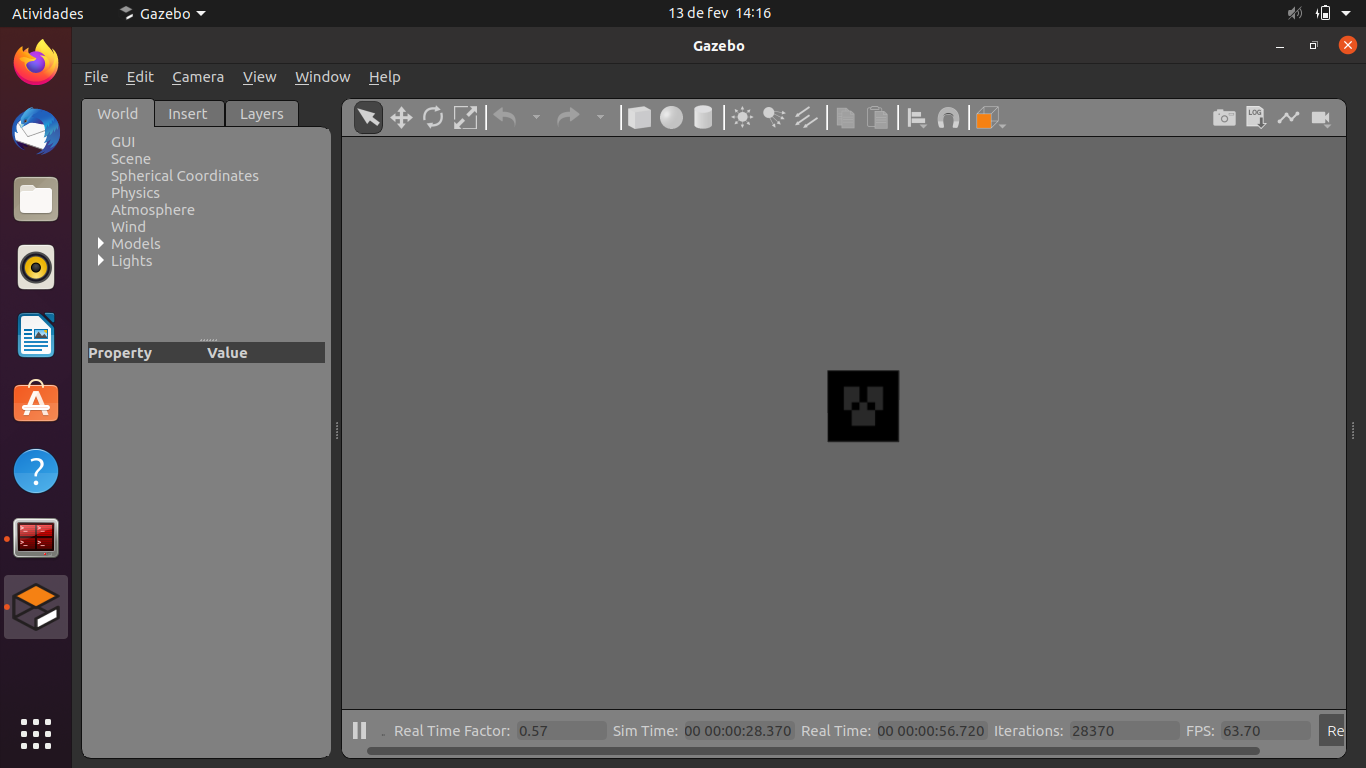 Atividades Gazebo 13 de fev 14:16
Gazebo
File Edit Camera View Window Help
World Insert Layers
LOG
GUI
Scene
Spherical Coordinates
Physics
Atmosphere
Wind
Models
Lights
Property Value
Real Time Factor: 0.57 Sim Time: 00 00:00:28.370 Real Time: 00 00:00:56.720 Iterations: 28370 FPS: 63.70 Re